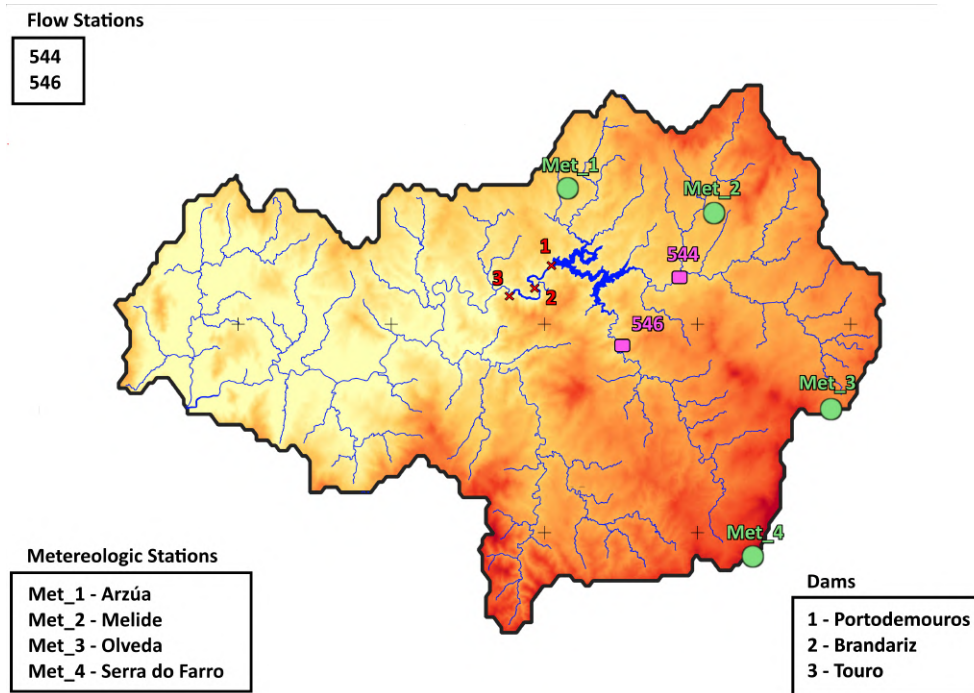 Flow Stations
544
546
Met_1
Met_2
1
544
3
2
546
Met_3
Met_4
Metereologic Stations
Met_1 - Arzúa
Met_2 - Melide
Met_3 - Olveda
Met_4 - Serra do Farro
Dams
1 - Portodemouros
2 - Brandariz
3 - Touro